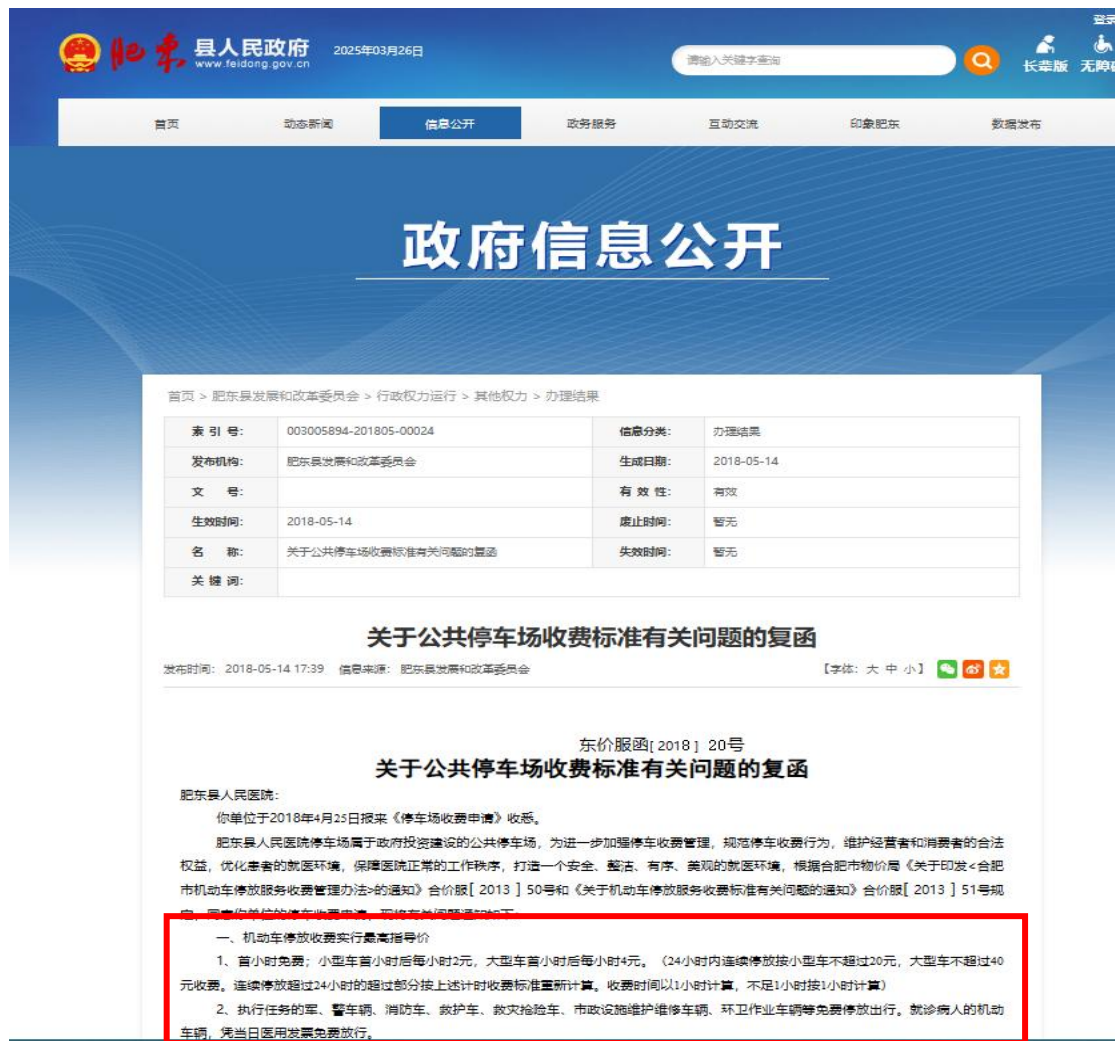 登录
肥东 县人民政府 2025年03月26日
www.feidong.gov.cn
请输入关键字查询
长辈版 无障碍
首页 动态新闻 信息公开 政务服务 互动交流 印象肥东 数据发布
政府信息公开
首页 > 肥东县发展和改革委员会 > 行政权力运行 > 其他权力 > 办理结果
索 引 号: 003005894-201805-00024 信息分类: 办理结果
发布机构: 肥东县发展和改革委员会 生成日期: 2018-05-14
文 号: 有 效 性: 有效
生效时间: 2018-05-14 废止时间: 暂无
名 称: 关于公共停车场收费标准有关问题的复函 失效时间: 暂无
关 键 词:
关于公共停车场收费标准有关问题的复函
发布时间: 2018-05-14 17:39 信息来源: 肥东县发展和改革委员会 【字体: 大 中 小】
东价服函[2018] 20号
关于公共停车场收费标准有关问题的复函
肥东县人民医院:
你单位于2018年4月25日报来《停车场收费申请》收悉。
肥东县人民医院停车场属于政府投资建设的公共停车场，为进一步加强停车收费管理，规范停车收费行为，维护经营者和消费者的合法
权益，优化患者的就医环境，保障医院正常的工作秩序，打造一个安全、整洁、有序、美观的就医环境，根据合肥市物价局《关于印发<合肥
市机动车停放服务收费管理办法>的通知》合价服[ 2013 ] 50号和《关于机动车停放服务收费标准有关问题的通知》合价服[ 2013 ] 51号规
定，同意你单位的停车收费申请，现将有关问题通知如下:
一、机动车停放收费实行最高指导价
1、首小时免费；小型车首小时后每小时2元，大型车首小时后每小时4元。（24小时内连续停放按小型车不超过20元，大型车不超过40
元收费。连续停放超过24小时的超过部分按上述计时收费标准重新计算。收费时间以1小时计算，不足1小时按1小时计算）
2、执行任务的军、警车辆、消防车、救护车、救灾抢险车、市政设施维护维修车辆、环卫作业车辆等免费停放出行。就诊病人的机动
车辆，凭当日医用发票免费放行。